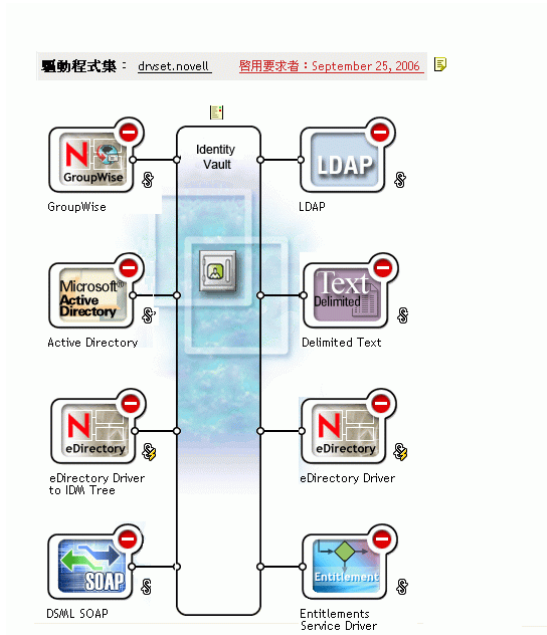 驅動程式集： drvset.novell 啓用要求者：September 25, 2006
Identity
Vault
N
GroupWise
GroupWise
LDAP
LDAP
Microsoft®
Active
Directory
Active Directory
Text
Delimited
Delimited Text
N
eDirectory
eDirectory Driver
to IDM Tree
N
eDirectory
eDirectory Driver
SOAP
DSML SOAP
Entitlement
Entitlements
Service Driver